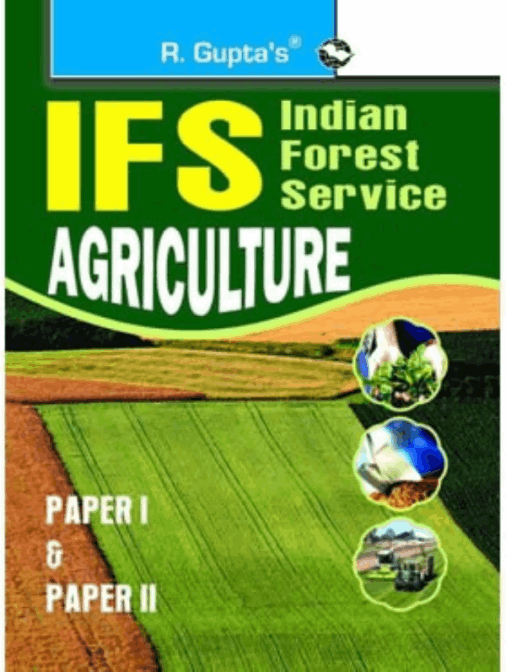 R. Gupta's®
IFS
Indian
Forest
Service
AGRICULTURE
PAPER I
&
PAPER II